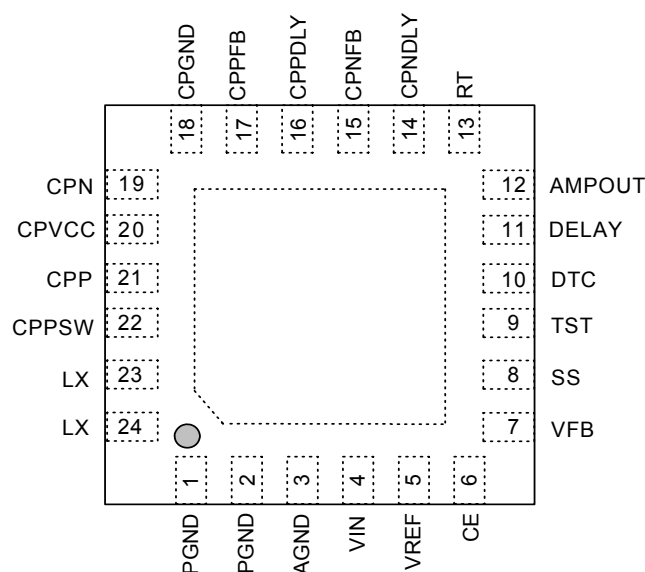 CPGND
CPPFB
CPPDLY
CPNFB
CPNDLY
RT
18
17
16
15
14
13
CPN 19
12 AMPOUT
CPVCC 20
11 DELAY
CPP 21
10 DTC
CPPSW 22
9 TST
LX 23
8 SS
LX 24
7 VFB
1
2
3
4
5
6
PGND
PGND
AGND
VIN
VREF
CE